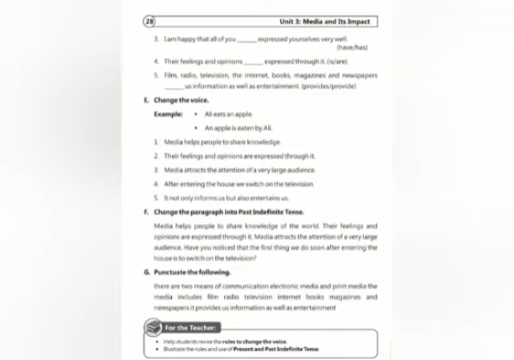 28
Unit 3: Media and Its Impact
3. I am happy that all of you ______ expressed yourselves very well.
(have/has)
4. Their feelings and opinions ______ expressed through it. (is/are)
5. Film, radio, television, the internet, books, magazines and newspapers
______ us information as well as entertainment. (provides/provide)
E. Change the voice.
Example: • Ali eats an apple.
• An apple is eaten by Ali.
1. Media helps people to share knowledge.
2. Their feelings and opinions are expressed through it.
3. Media attracts the attention of a very large audience.
4. After entering the house we switch on the television.
5. It not only informs us but also entertains us.
F. Change the paragraph into Past Indefinite Tense.
Media helps people to share knowledge of the world. Their feelings and
opinions are expressed through it. Media attracts the attention of a very large
audience. Have you noticed that the first thing we do soon after entering the
house is to switch on the television?
G. Punctuate the following.
there are two means of communication electronic media and print media the
media includes film radio television internet books magazines and
newspapers it provides us information as well as entertainment
For the Teacher:
• Help students revise the rules to change the voice.
• Illustrate the rules and use of Present and Past Indefinite Tense.